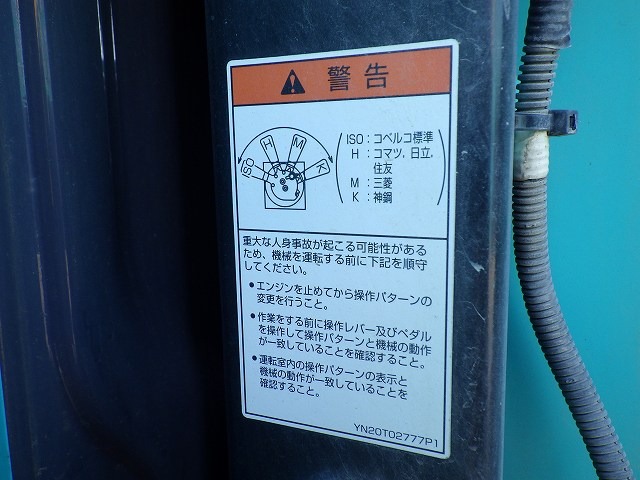 警告
ISO
H
M
K
ISO：コベルコ標準
H：コマツ，日立，
住友
M：三菱
K：神鋼
重大な人身事故が起こる可能性がある
ため、機械を運転する前に下記を順守
してください。
●エンジンを止めてから操作パターンの
変更を行うこと。
●作業をする前に操作レバー及びペダル
を操作して操作パターンと機械の動作
が一致していることを確認すること。
●運転室内の操作パターンの表示と
機械の動作が一致していることを
確認すること。
YN20T02777P1